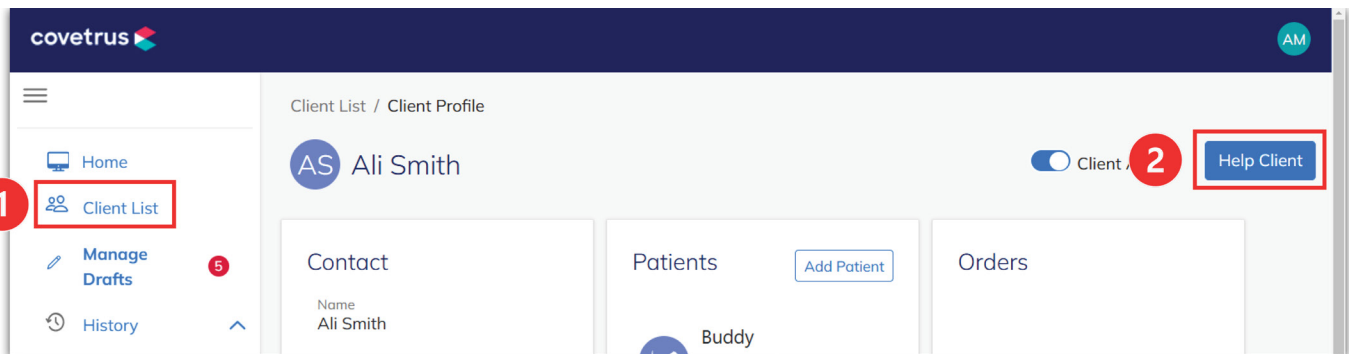 covetrus
AM
Client List / Client Profile
Home
AS Ali Smith
Client
2
Help Client
1
Client List
Manage
Drafts
5
Contact
Patients
Add Patient
Orders
Name
Ali Smith
History
Buddy